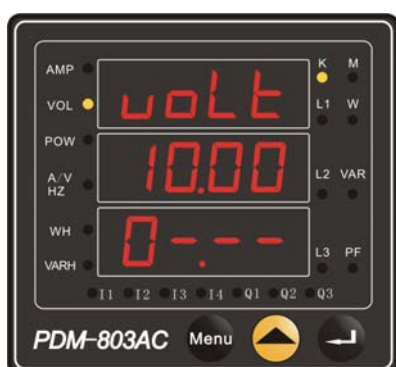 AMP
K M
VOL
voLt
L1 W
POW
10.00
A/V
HZ
L2 VAR
WH
0-.--
VARH
L3 PF
I1 I2 I3 I4 Q1 Q2 Q3
PDM-803AC Menu